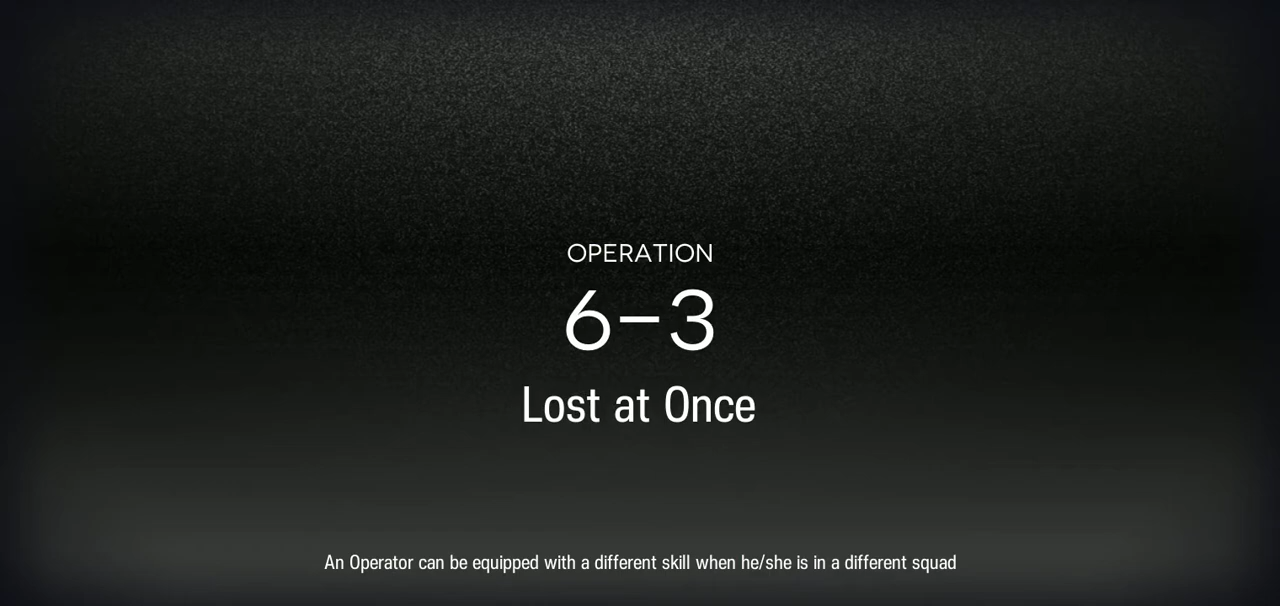 OPERATION
6-3
Lost at Once
An Operator can be equipped with a different skill when he/she is in a different squad